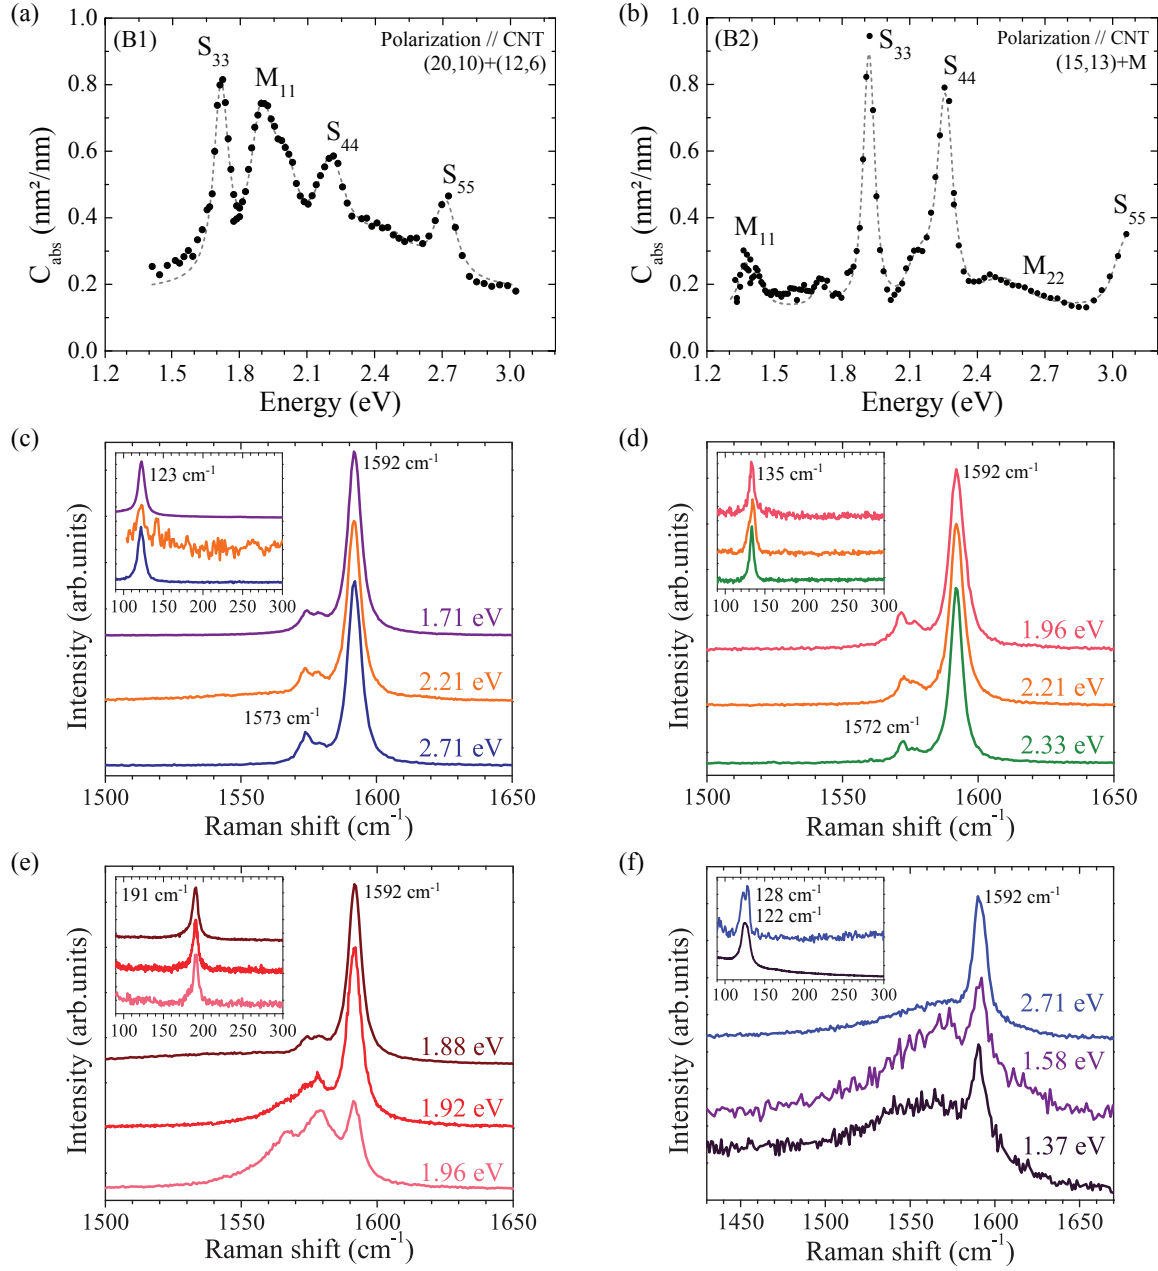 (a)
(B1)
Polarization // CNT
(20,10)+(12,6)
S33
M11
S44
S55
1.0
0.8
0.6
0.4
0.2
0.0
Cabs (nm²/nm)
1.2 1.5 1.8 2.1 2.4 2.7 3.0
Energy (eV)
(b)
(B2)
Polarization // CNT
(15,13)+M
S33
S44
M11
M22
S55
1.0
0.8
0.6
0.4
0.2
0.0
Cabs (nm²/nm)
1.2 1.5 1.8 2.1 2.4 2.7 3.0
Energy (eV)
(c)
123 cm-1
100 150 200 250 300
1592 cm-1
1.71 eV
2.21 eV
1573 cm-1
2.71 eV
Intensity (arb.units)
1500 1550 1600 1650
Raman shift (cm-1)
(d)
135 cm-1
100 150 200 250 300
1592 cm-1
1.96 eV
2.21 eV
1572 cm-1
2.33 eV
Intensity (arb.units)
1500 1550 1600 1650
Raman shift (cm-1)
(e)
191 cm-1
100 150 200 250 300
1592 cm-1
1.88 eV
1.92 eV
1.96 eV
Intensity (arb.units)
1500 1550 1600 1650
Raman shift (cm-1)
(f)
128 cm-1
122 cm-1
100 150 200 250 300
1592 cm-1
2.71 eV
1.58 eV
1.37 eV
Intensity (arb.units)
1450 1500 1550 1600 1650
Raman shift (cm-1)